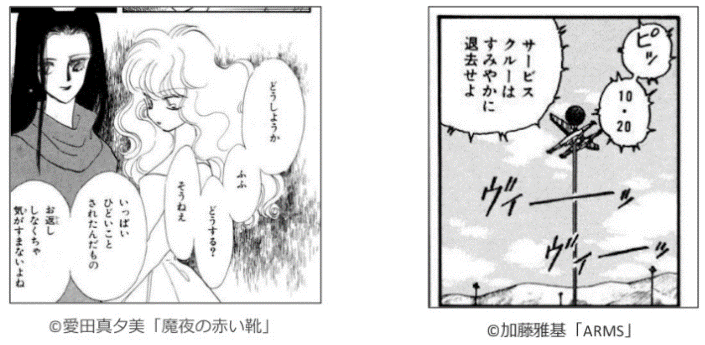 どうしようか
ふふ
どうする？
そうねえ
いっぱい
ひどいこと
されたんだもの
お返し
しなくちゃ
気がすまないよね
©愛田真夕美「魔夜の赤い靴」
ピッ
10・20
サービス
クルーは
すみやかに
退去せよ
ヴィーーッ
ヴィーーッ
©加藤雅基「ARMS」